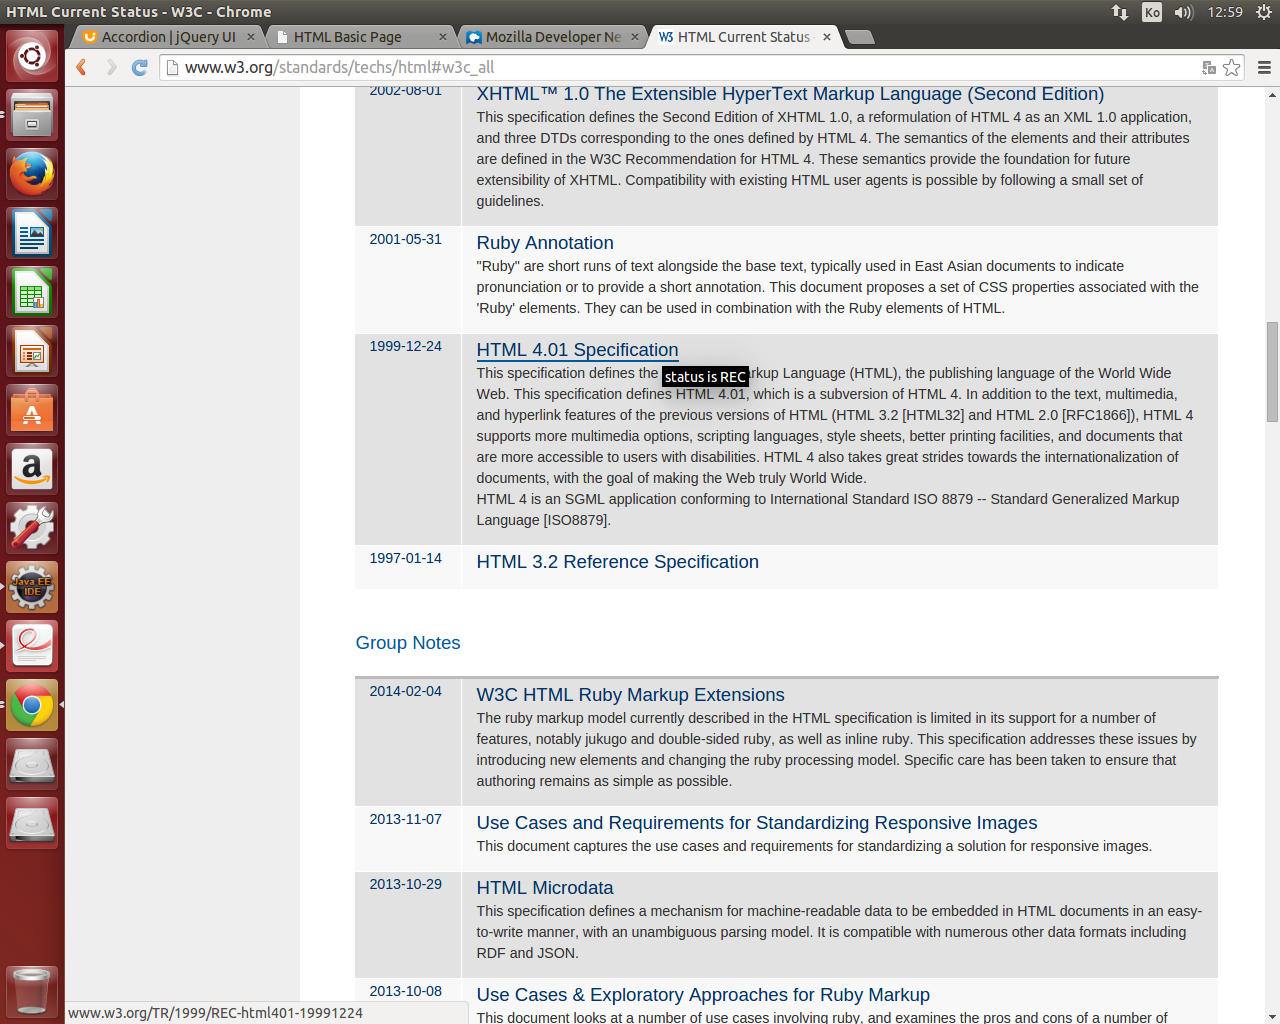 HTML Current Status - W3C - Chrome
Ko
12:59
Accordion | jQuery UI
HTML Basic Page
Mozilla Developer Ne
HTML Current Status
www.w3.org/standards/techs/html#w3c_all
2002-08-01
XHTML™ 1.0 The Extensible HyperText Markup Language (Second Edition)
This specification defines the Second Edition of XHTML 1.0, a reformulation of HTML 4 as an XML 1.0 application,
and three DTDs corresponding to the ones defined by HTML 4. The semantics of the elements and their attributes
are defined in the W3C Recommendation for HTML 4. These semantics provide the foundation for future
extensibility of XHTML. Compatibility with existing HTML user agents is possible by following a small set of
guidelines.
2001-05-31
Ruby Annotation
"Ruby" are short runs of text alongside the base text, typically used in East Asian documents to indicate
pronunciation or to provide a short annotation. This document proposes a set of CSS properties associated with the
'Ruby' elements. They can be used in combination with the Ruby elements of HTML.
1999-12-24
HTML 4.01 Specification
This specification defines the rkup Language (HTML), the publishing language of the World Wide
status is REC
Web. This specification defines HTML 4.01, which is a subversion of HTML 4. In addition to the text, multimedia,
and hyperlink features of the previous versions of HTML (HTML 3.2 [HTML32] and HTML 2.0 [RFC1866]), HTML 4
supports more multimedia options, scripting languages, style sheets, better printing facilities, and documents that
are more accessible to users with disabilities. HTML 4 also takes great strides towards the internationalization of
documents, with the goal of making the Web truly World Wide.
HTML 4 is an SGML application conforming to International Standard ISO 8879 -- Standard Generalized Markup
Language [ISO8879].
1997-01-14
HTML 3.2 Reference Specification
Group Notes
2014-02-04
W3C HTML Ruby Markup Extensions
The ruby markup model currently described in the HTML specification is limited in its support for a number of
features, notably jukugo and double-sided ruby, as well as inline ruby. This specification addresses these issues by
introducing new elements and changing the ruby processing model. Specific care has been taken to ensure that
authoring remains as simple as possible.
2013-11-07
Use Cases and Requirements for Standardizing Responsive Images
This document captures the use cases and requirements for standardizing a solution for responsive images.
2013-10-29
HTML Microdata
This specification defines a mechanism for machine-readable data to be embedded in HTML documents in an easy-
to-write manner, with an unambiguous parsing model. It is compatible with numerous other data formats including
RDF and JSON.
2013-10-08
Use Cases & Exploratory Approaches for Ruby Markup
This document looks at a number of use cases involving ruby, and examines the pros and cons of a number of
www.w3.org/TR/1999/REC-html401-19991224
Java EE
IDE